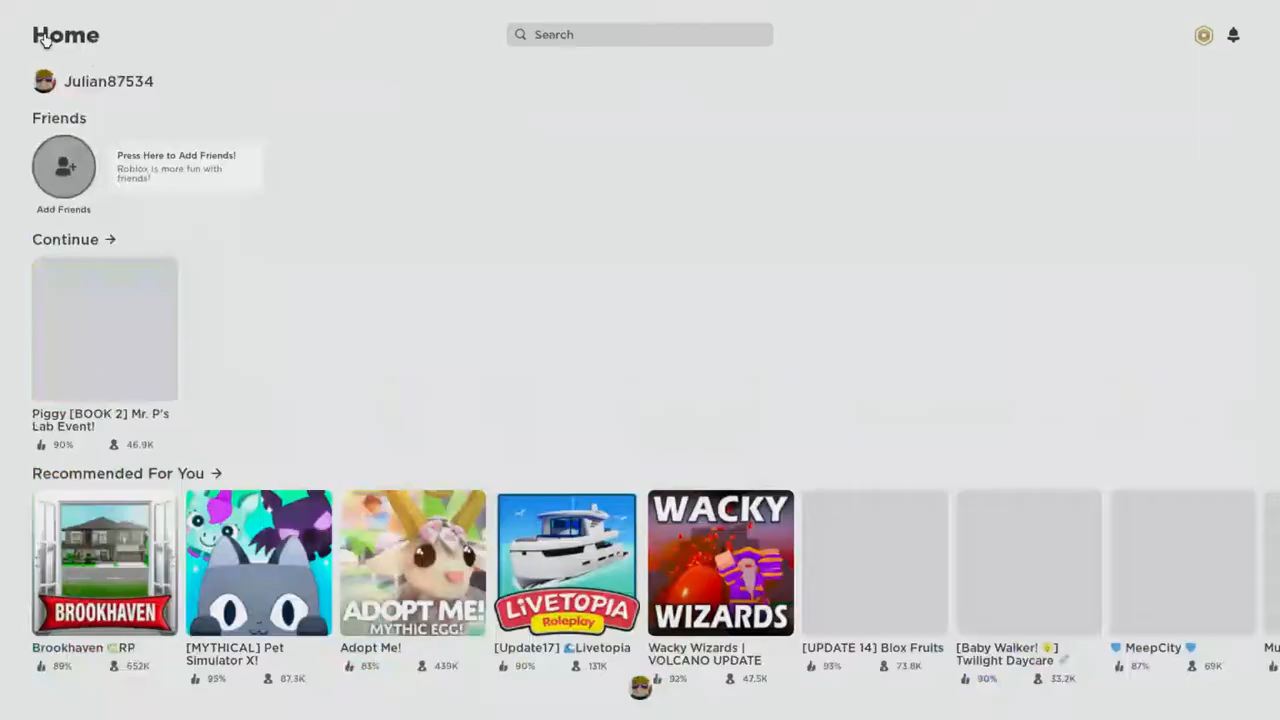 Home
Search
Julian87534
Friends
Press Here to Add Friends!
Roblox is more fun with
friends!
Add Friends
Continue →
Piggy [BOOK 2] Mr. P's
Lab Event!
90% 46.9K
Recommended For You →
BROOKHAVEN
ADOPT ME!
MYTHIC EGG!
LIVETOPIA
Roleplay
WACKY
WIZARDS
Brookhaven RP
89% 652K
[MYTHICAL] Pet
Simulator X!
95% 87.3K
Adopt Me!
83% 439K
[Update17] 🌊Livetopia
90% 131K
Wacky Wizards |
VOLCANO UPDATE
92% 47.5K
[UPDATE 14] Blox Fruits
93% 73.8K
[Baby Walker! ]
Twilight Daycare
90% 33.2K
MeepCity
87% 69K
Mu